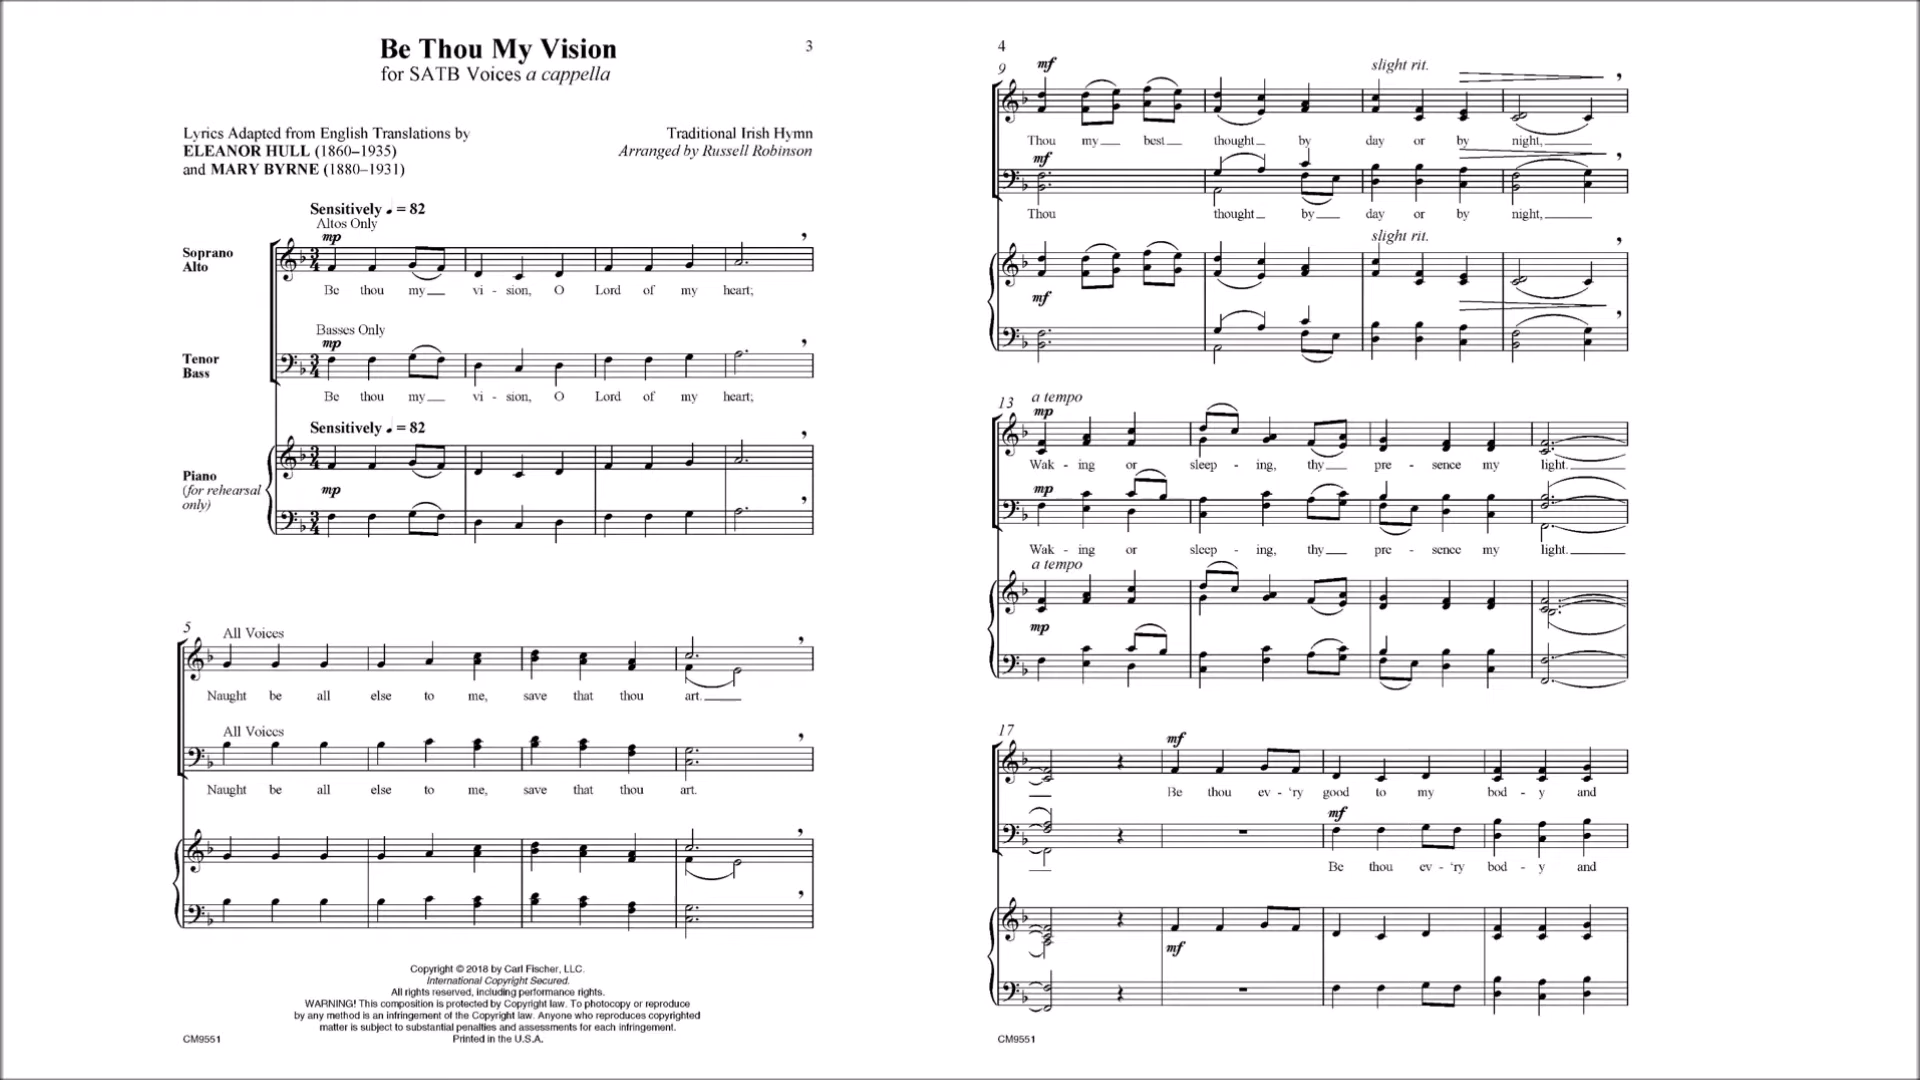 Be Thou My Vision
3
for SATB Voices a cappella
Lyrics Adapted from English Translations by
ELEANOR HULL (1860–1935)
and MARY BYRNE (1880–1931)
Traditional Irish Hymn
Arranged by Russell Robinson
Sensitively ♩ = 82
Altos Only
mp
Soprano
Alto
3/4
Be thou my vi - sion, O Lord of my heart;
Basses Only
mp
Tenor
Bass
3/4
Be thou my vi - sion, O Lord of my heart;
Sensitively ♩ = 82
Piano
(for rehearsal
only)
3/4
mp
3/4
5
All Voices
Naught be all else to me, save that thou art.
All Voices
Naught be all else to me, save that thou art.
Copyright © 2018 by Carl Fischer, LLC.
International Copyright Secured.
All rights reserved, including performance rights.
WARNING! This composition is protected by Copyright law. To photocopy or reproduce
by any method is an infringement of the Copyright law. Anyone who reproduces copyrighted
matter is subject to substantial penalties and assessments for each infringement.
Printed in the U.S.A.
CM9551
4
9
mf
slight rit.
Thou my best thought by day or by night,
mf
Thou thought by day or by night,
slight rit.
mf
13
a tempo
mp
Wak - ing or sleep - ing, thy pre - sence my light.
mp
Wak - ing or sleep - ing, thy pre - sence my light.
a tempo
mp
17
mf
Be thou ev - 'ry good to my bod - y and
mf
Be thou ev - 'ry bod - y and
mf
CM9551